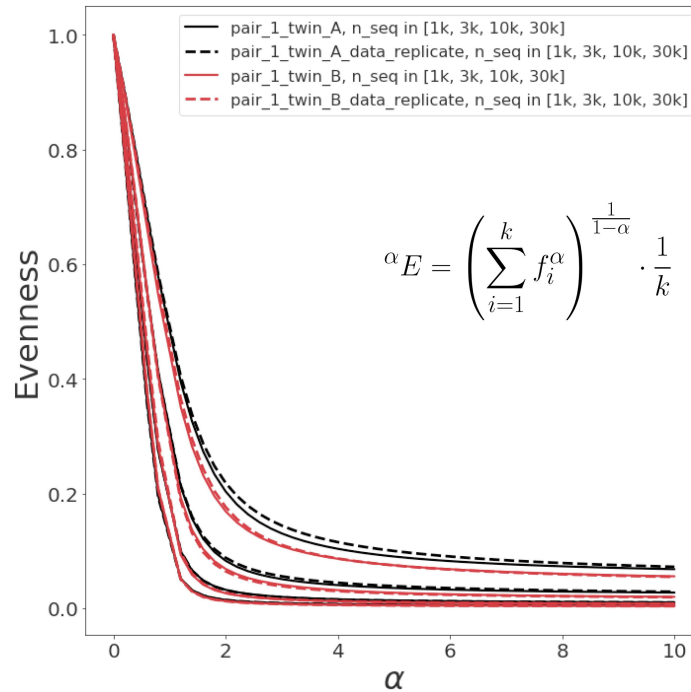 pair_1_twin_A, n_seq in [1k, 3k, 10k, 30k]
pair_1_twin_A_data_replicate, n_seq in [1k, 3k, 10k, 30k]
pair_1_twin_B, n_seq in [1k, 3k, 10k, 30k]
pair_1_twin_B_data_replicate, n_seq in [1k, 3k, 10k, 30k]
1.0
0.8
0.6
0.4
0.2
0.0
Evenness
αE = (∑_{i=1}^{k} f_i^α)^{1/(1−α)} · 1/k
0 2 4 6 8 10
α